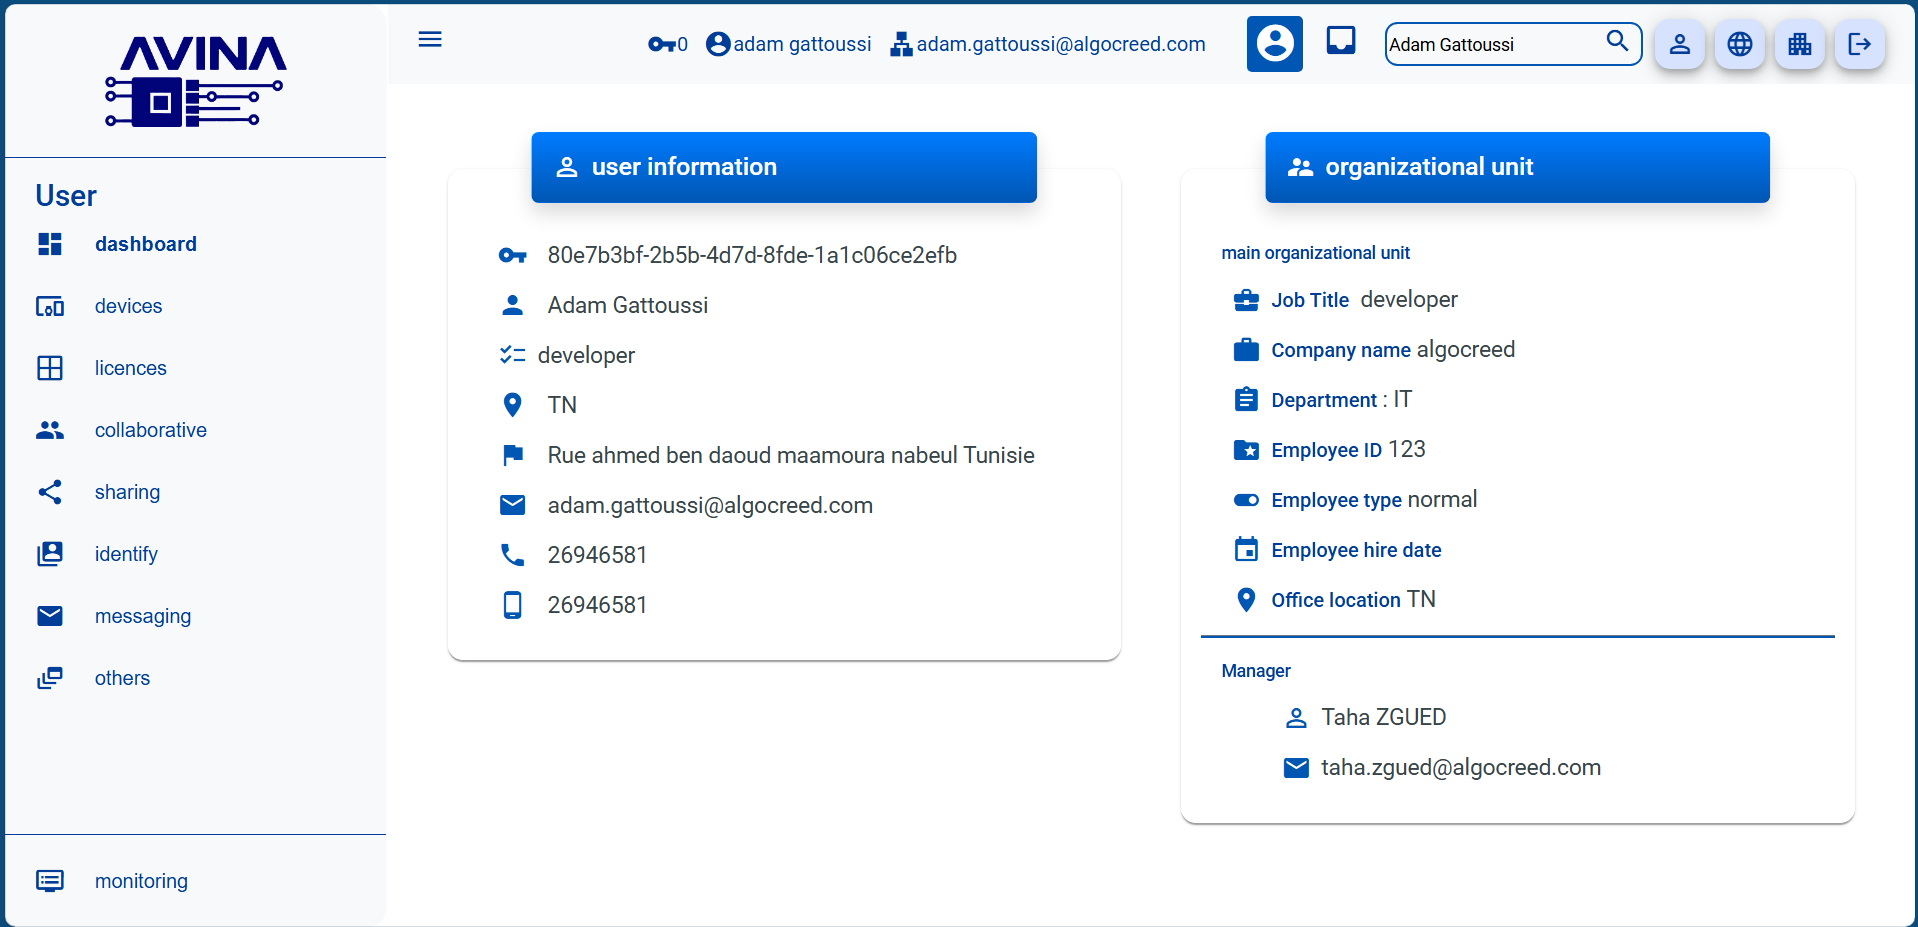 AVINA
User
dashboard
devices
licences
collaborative
sharing
identify
messaging
others
monitoring
0 adam gattoussi adam.gattoussi@algocreed.com
Adam Gattoussi
user information
80e7b3bf-2b5b-4d7d-8fde-1a1c06ce2efb
Adam Gattoussi
developer
TN
Rue ahmed ben daoud maamoura nabeul Tunisie
adam.gattoussi@algocreed.com
26946581
26946581
organizational unit
main organizational unit
Job Title developer
Company name algocreed
Department : IT
Employee ID 123
Employee type normal
Employee hire date
Office location TN
Manager
Taha ZGUED
taha.zgued@algocreed.com